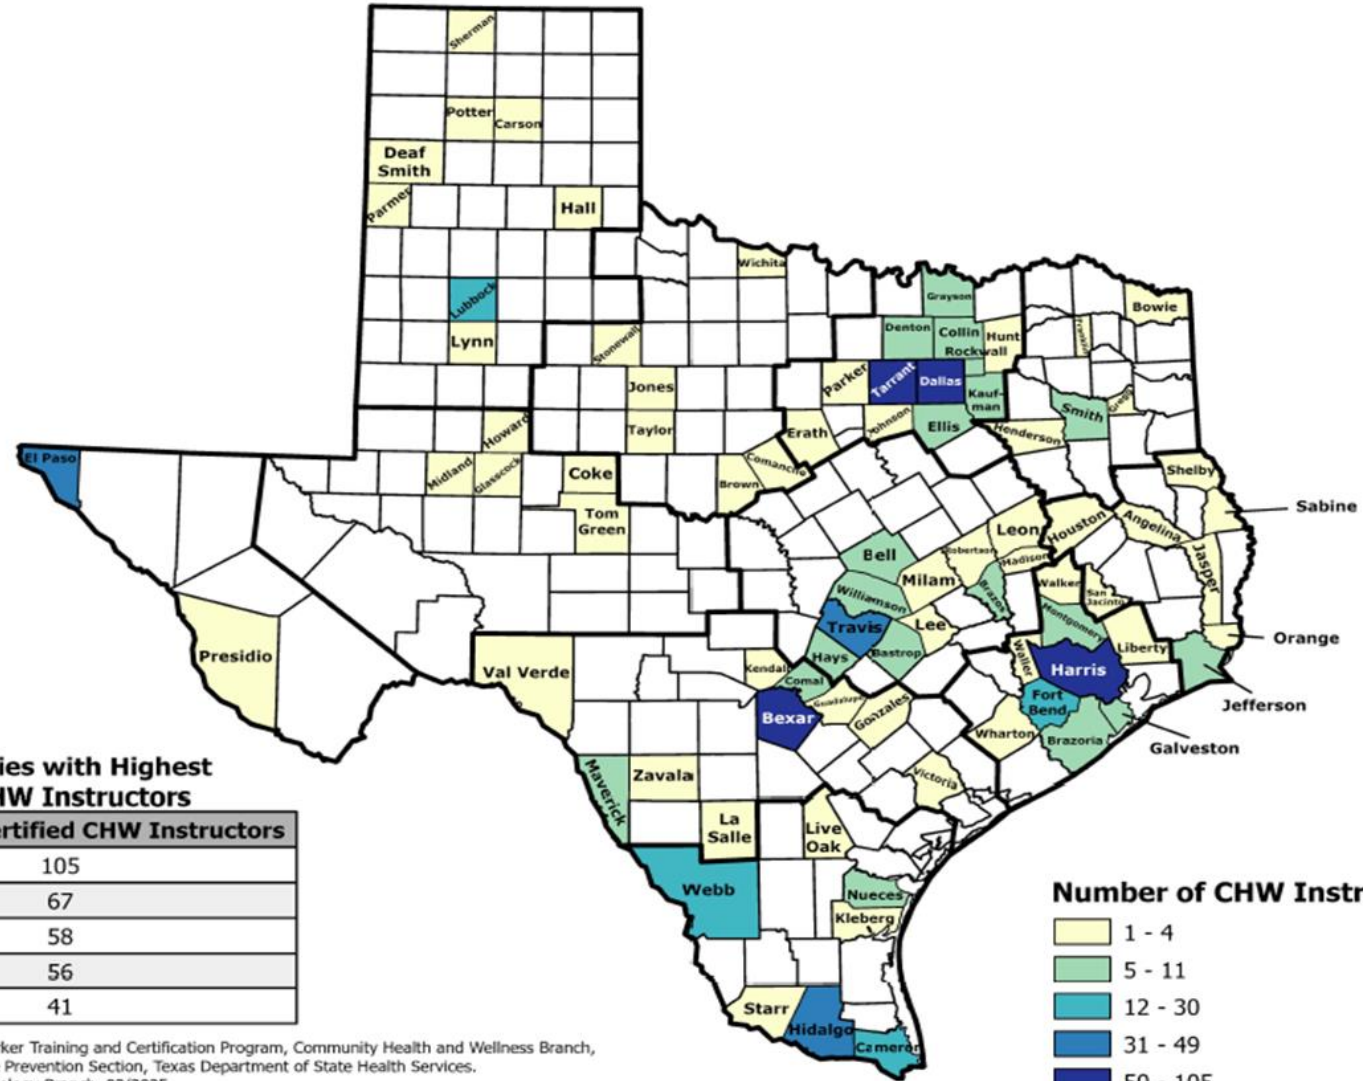 Sherman
Potter
Carson
Deaf
Smith
Parmer
Hall
Wichita
Lubbock
Grayson
Bowie
Lynn
Stonewall
Denton
Collin
Hunt
Franklin
Rockwall
Jones
Parker
Tarrant
Dallas
Kauf-
man
Smith
Gregg
Howard
Taylor
Erath
Johnson
Ellis
Henderson
El Paso
Midland
Glasscock
Coke
Comanche
Brown
Shelby
Tom
Green
Leon
Houston
Angelina
Sabine
Bell
Robertson
Madison
Jasper
Milam
Brazos
Walker
San
Jacinto
Williamson
Travis
Lee
Montgomery
Orange
Presidio
Val Verde
Kendal
Hays
Bastrop
Waller
Harris
Liberty
Comal
Jefferson
Bexar
Guadalupe
Gonzales
Fort
Bend
Wharton
Brazoria
Galveston
Maverick
Zavala
Victoria
La
Salle
Live
Oak
Webb
Nueces
Kleberg
Starr
Hidalgo
Cameron
ies with Highest
HW Instructors
ertified CHW Instructors
105
67
58
56
41
ker Training and Certification Program, Community Health and Wellness Branch,
Prevention Section, Texas Department of State Health Services.
Number of CHW Instr
1 - 4
5 - 11
12 - 30
31 - 49
50 - 105